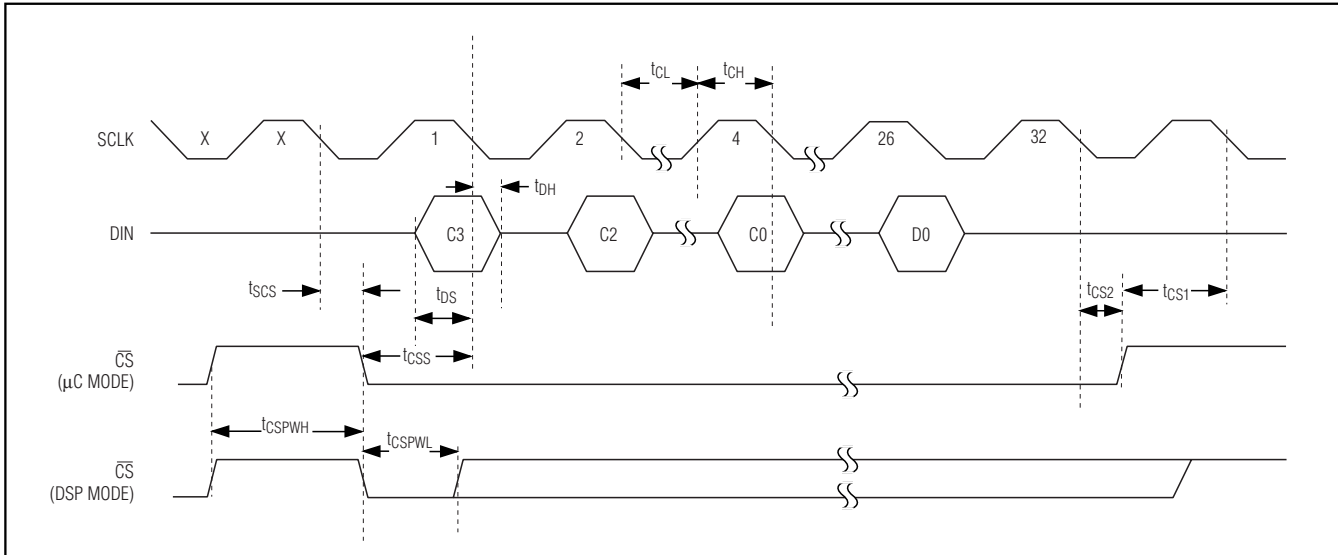 tCL tCH
SCLK X X 1 2 4 26 32
tDH
DIN C3 C2 C0 D0
tSCS tDS tCS2 tCS1
tCSS
CS
(μC MODE)
tCSPWH tCSPWL
CS
(DSP MODE)